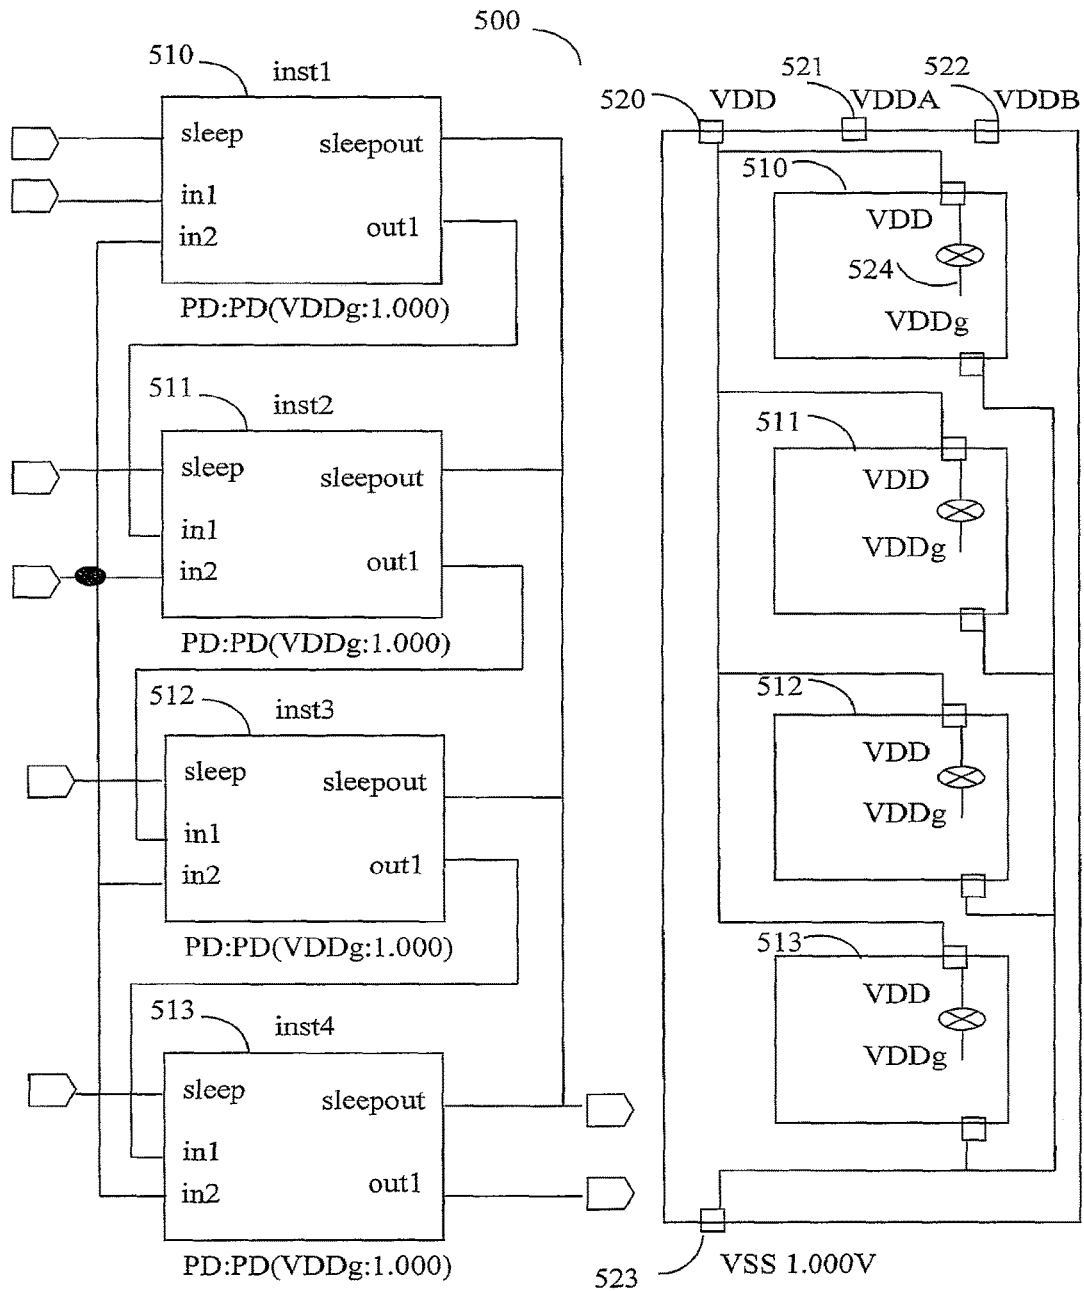 500
510
inst1
sleep
sleepout
in1
in2
out1
PD:PD(VDDg:1.000)
511
inst2
sleep
sleepout
in1
in2
out1
PD:PD(VDDg:1.000)
512
inst3
sleep
sleepout
in1
in2
out1
PD:PD(VDDg:1.000)
513
inst4
sleep
sleepout
in1
in2
out1
PD:PD(VDDg:1.000)
520
VDD
521
VDDA
522
VDDB
510
VDD
524
VDDg
511
VDD
VDDg
512
VDD
VDDg
513
VDD
VDDg
523
VSS 1.000V